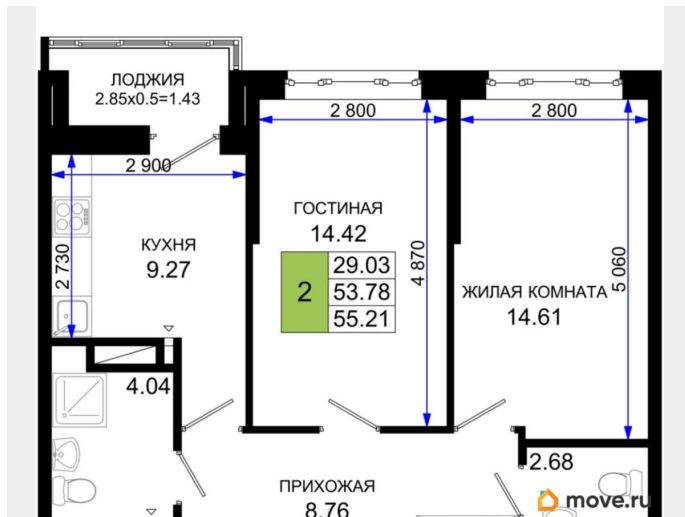 ЛОДЖИЯ
2.85x0.5=1.43
2 900
2 800
2 800
КУХНЯ
9.27
2 730
ГОСТИНАЯ
14.42
4 870
2
29.03
53.78
55.21
ЖИЛАЯ КОМНАТА
14.61
5 060
4.04
ПРИХОЖАЯ
8.76
2.68
move.ru